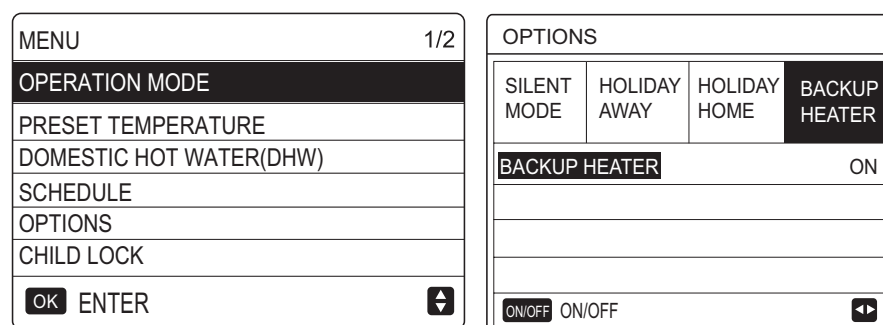 MENU 1/2
OPERATION MODE
PRESET TEMPERATURE
DOMESTIC HOT WATER(DHW)
SCHEDULE
OPTIONS
CHILD LOCK
OK ENTER
OPTIONS
SILENT MODE
HOLIDAY AWAY
HOLIDAY HOME
BACKUP HEATER
BACKUP HEATER ON
ON/OFF ON/OFF